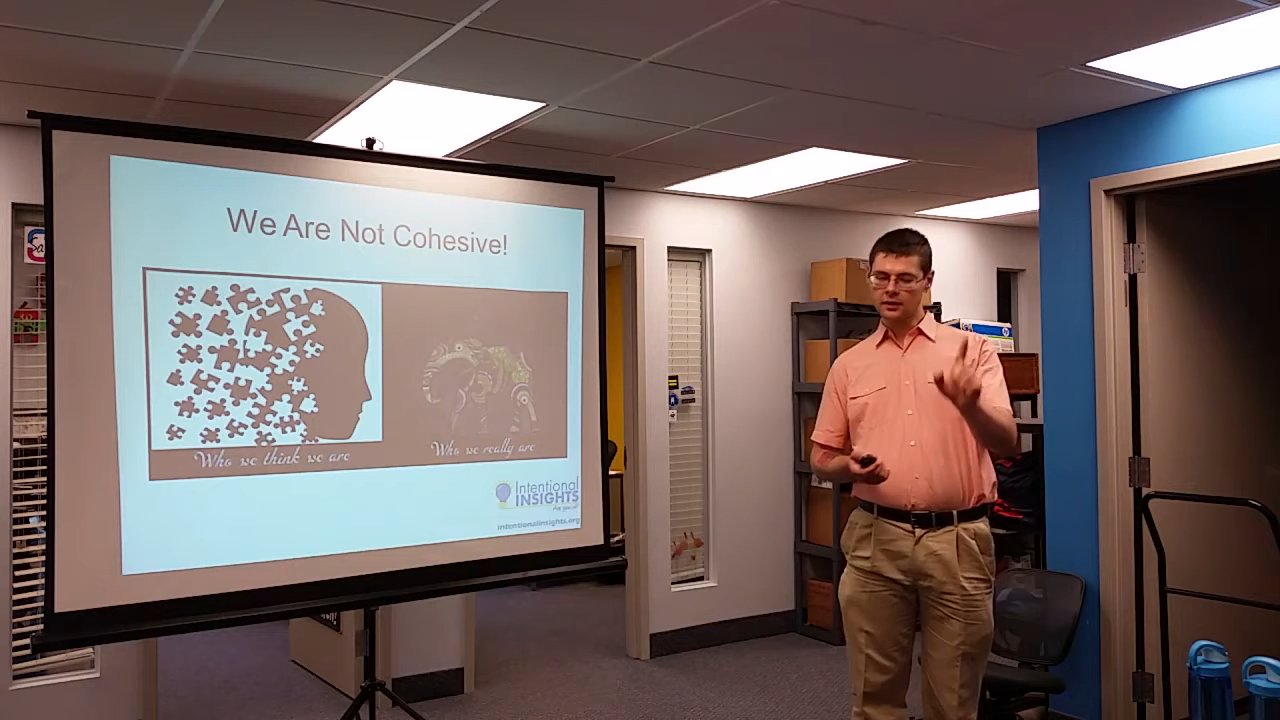 We Are Not Cohesive!
Who we think we are
Who we really are
Intentional
INSIGHTS
intentionalinsights.org